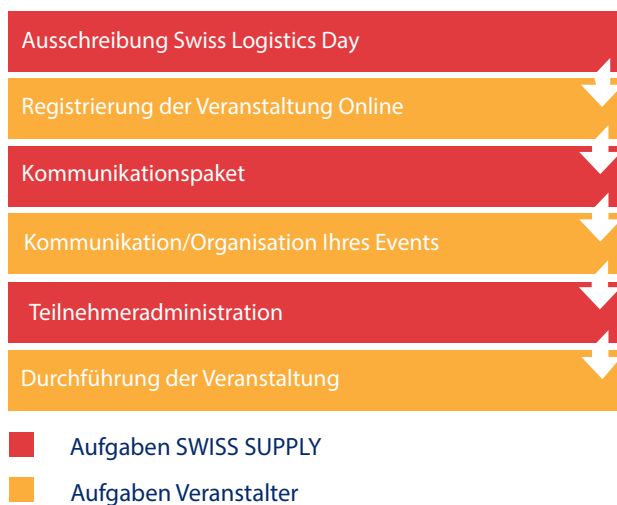 Ausschreibung Swiss Logistics Day
Registrierung der Veranstaltung Online
Kommunikationspaket
Kommunikation/Organisation Ihres Events
Teilnehmeradministration
Durchführung der Veranstaltung
Aufgaben SWISS SUPPLY
Aufgaben Veranstalter